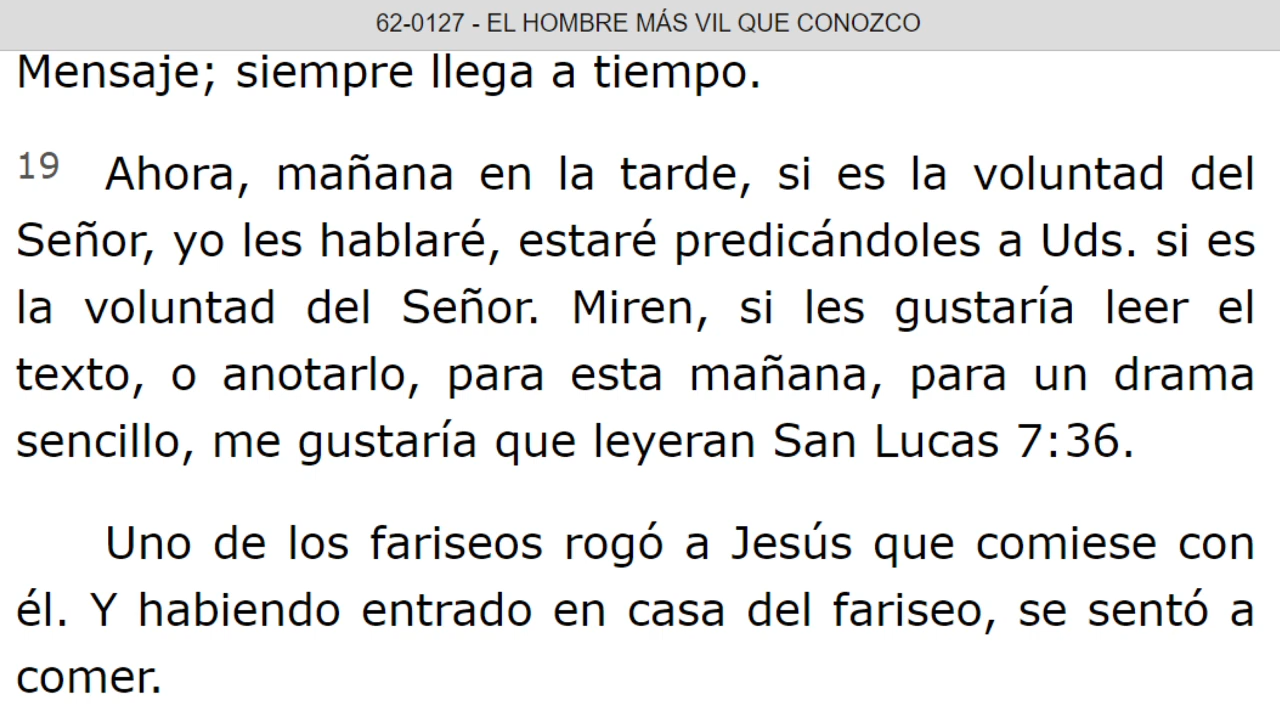 62-0127 - EL HOMBRE MÁS VIL QUE CONOZCO
Mensaje; siempre llega a tiempo.
19 Ahora, mañana en la tarde, si es la voluntad del
Señor, yo les hablaré, estaré predicándoles a Uds. si es
la voluntad del Señor. Miren, si les gustaría leer el
texto, o anotarlo, para esta mañana, para un drama
sencillo, me gustaría que leyeran San Lucas 7:36.
Uno de los fariseos rogó a Jesús que comiese con
él. Y habiendo entrado en casa del fariseo, se sentó a
comer.